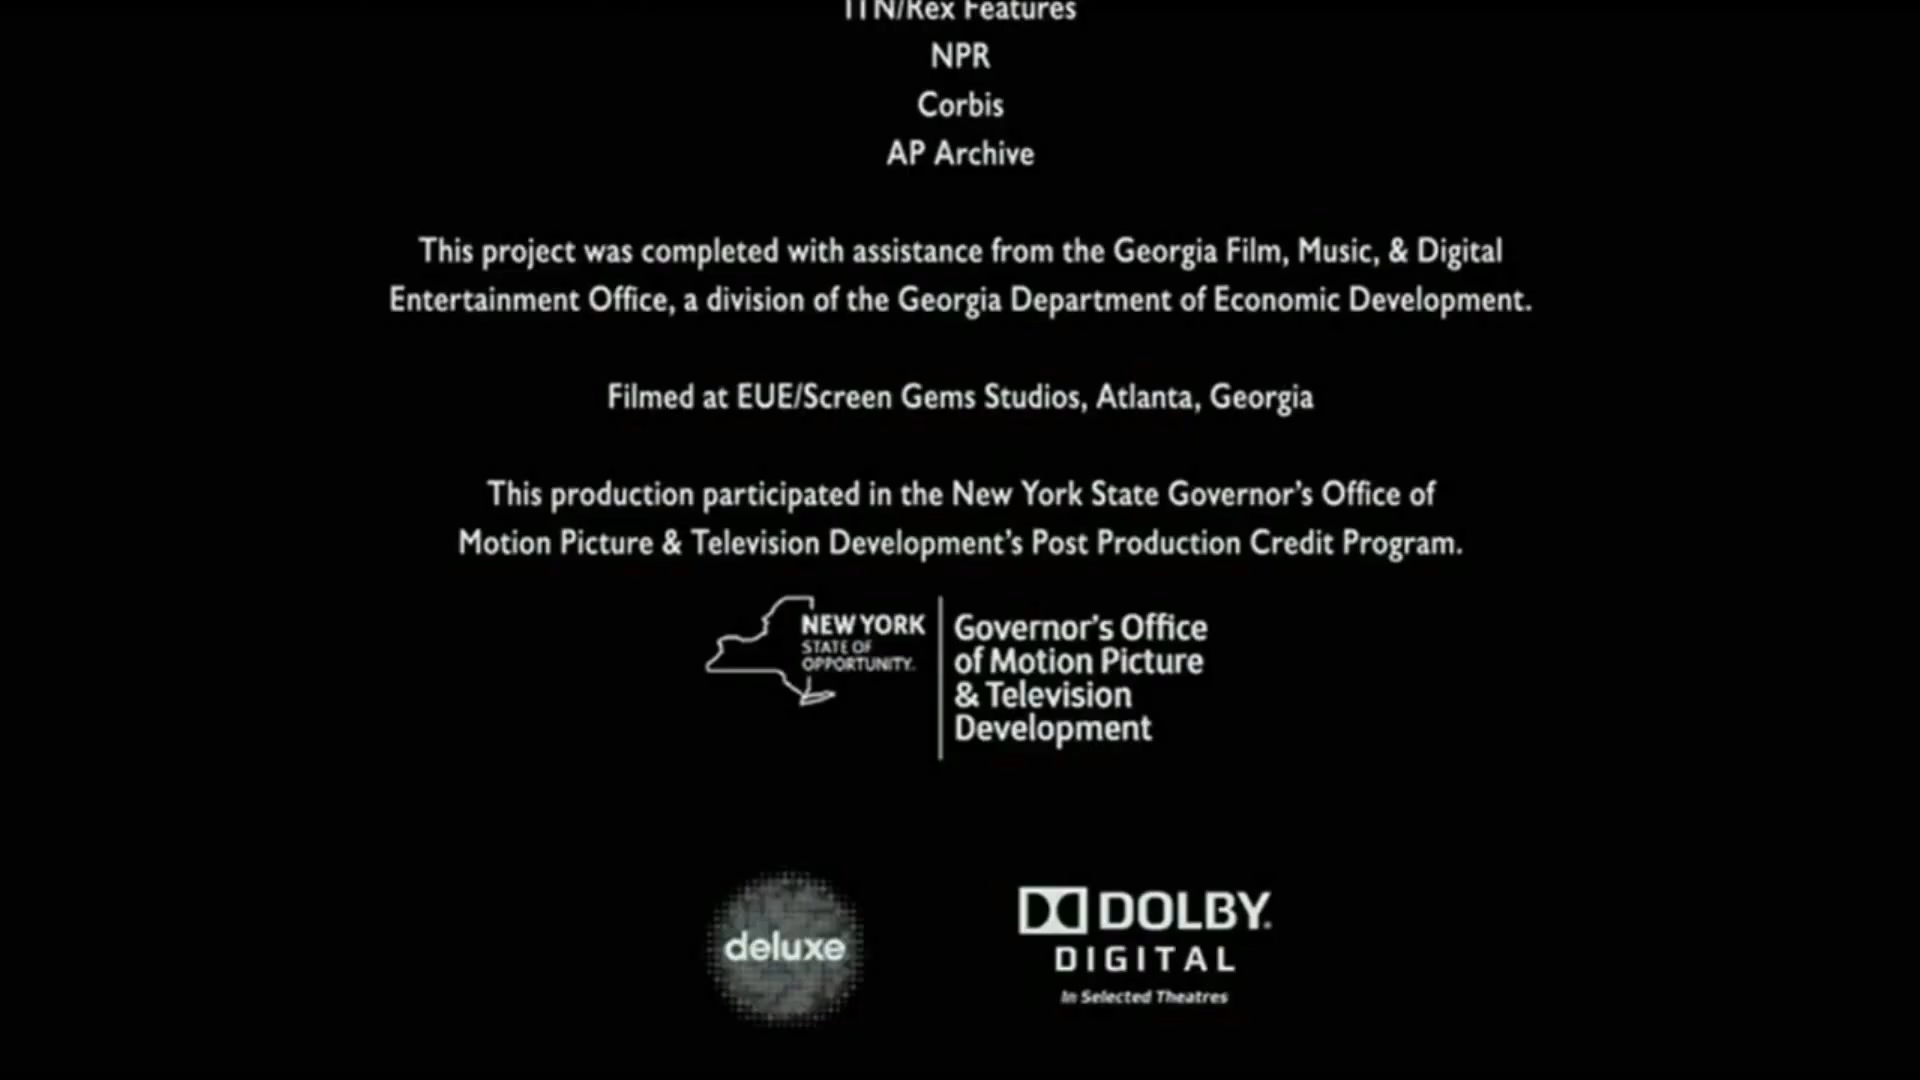 ITN/Rex Features
NPR
Corbis
AP Archive
This project was completed with assistance from the Georgia Film, Music, & Digital
Entertainment Office, a division of the Georgia Department of Economic Development.
Filmed at EUE/Screen Gems Studios, Atlanta, Georgia
This production participated in the New York State Governor's Office of
Motion Picture & Television Development's Post Production Credit Program.
NEW YORK
STATE OF
OPPORTUNITY.
Governor's Office
of Motion Picture
& Television
Development
deluxe
DOLBY.
DIGITAL
In Selected Theatres